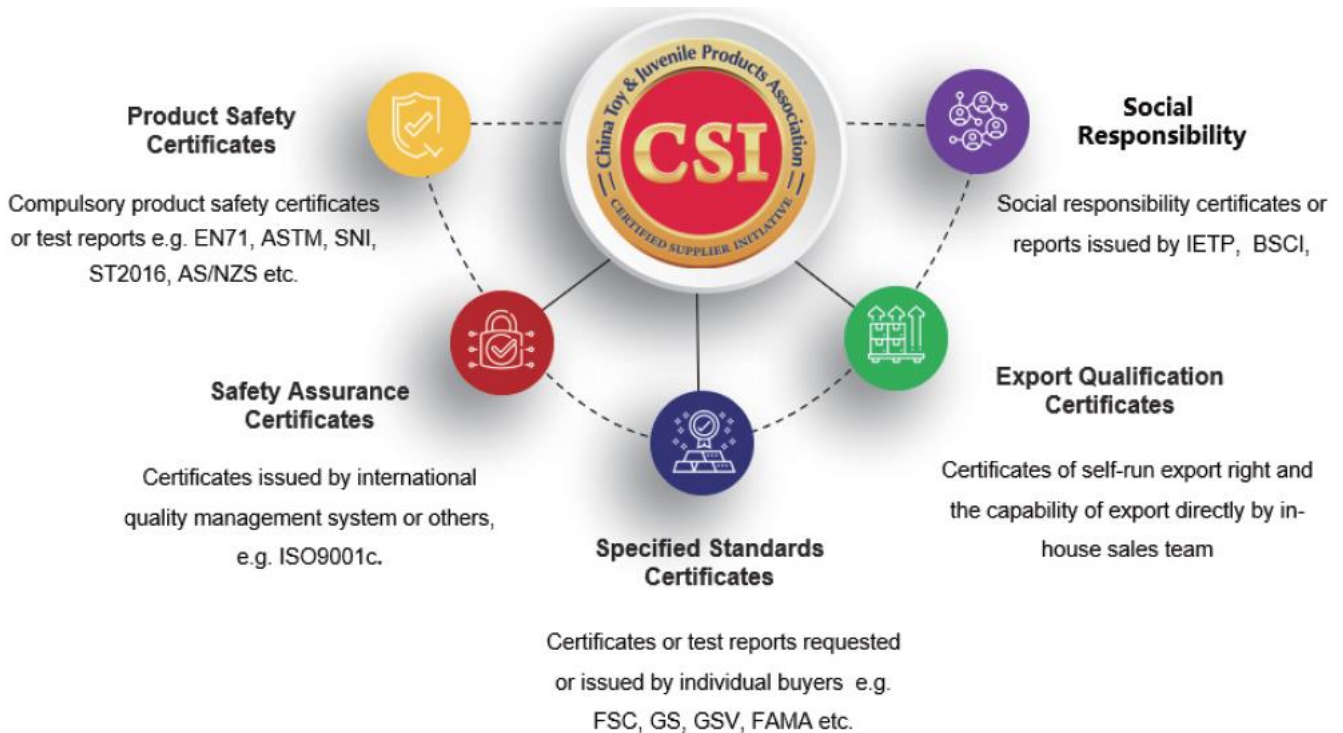 China Toy & Juvenile Products Association
CSI
CERTIFIED SUPPLIER INITIATIVE
Product Safety
Certificates
Compulsory product safety certificates
or test reports e.g. EN71, ASTM, SNI,
ST2016, AS/NZS etc.
Safety Assurance
Certificates
Certificates issued by international
quality management system or others,
e.g. ISO9001c.
Specified Standards
Certificates
Certificates or test reports requested
or issued by individual buyers e.g.
FSC, GS, GSV, FAMA etc.
Export Qualification
Certificates
Certificates of self-run export right and
the capability of export directly by in-
house sales team
Social
Responsibility
Social responsibility certificates or
reports issued by IETP, BSCI,